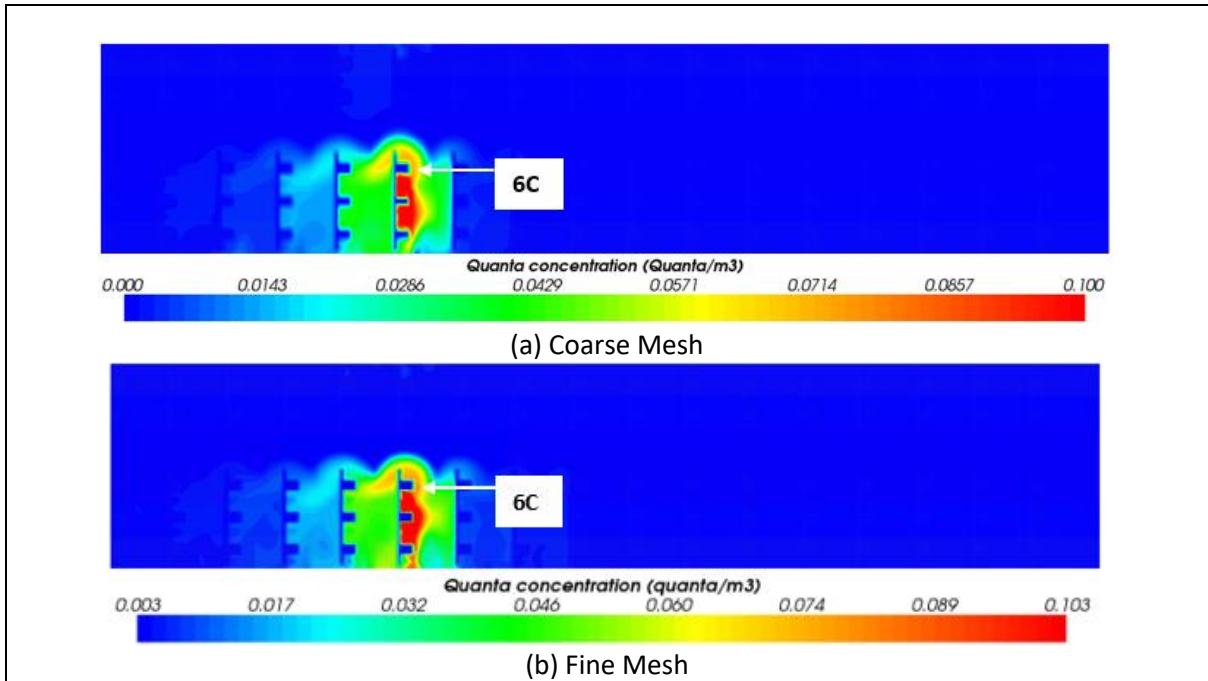 6C
Quanta concentration (Quanta/m3)
0.000 0.0143 0.0286 0.0429 0.0571 0.0714 0.0857 0.100
(a) Coarse Mesh
6C
Quanta concentration (quanta/m3)
0.003 0.017 0.032 0.046 0.060 0.074 0.089 0.103
(b) Fine Mesh